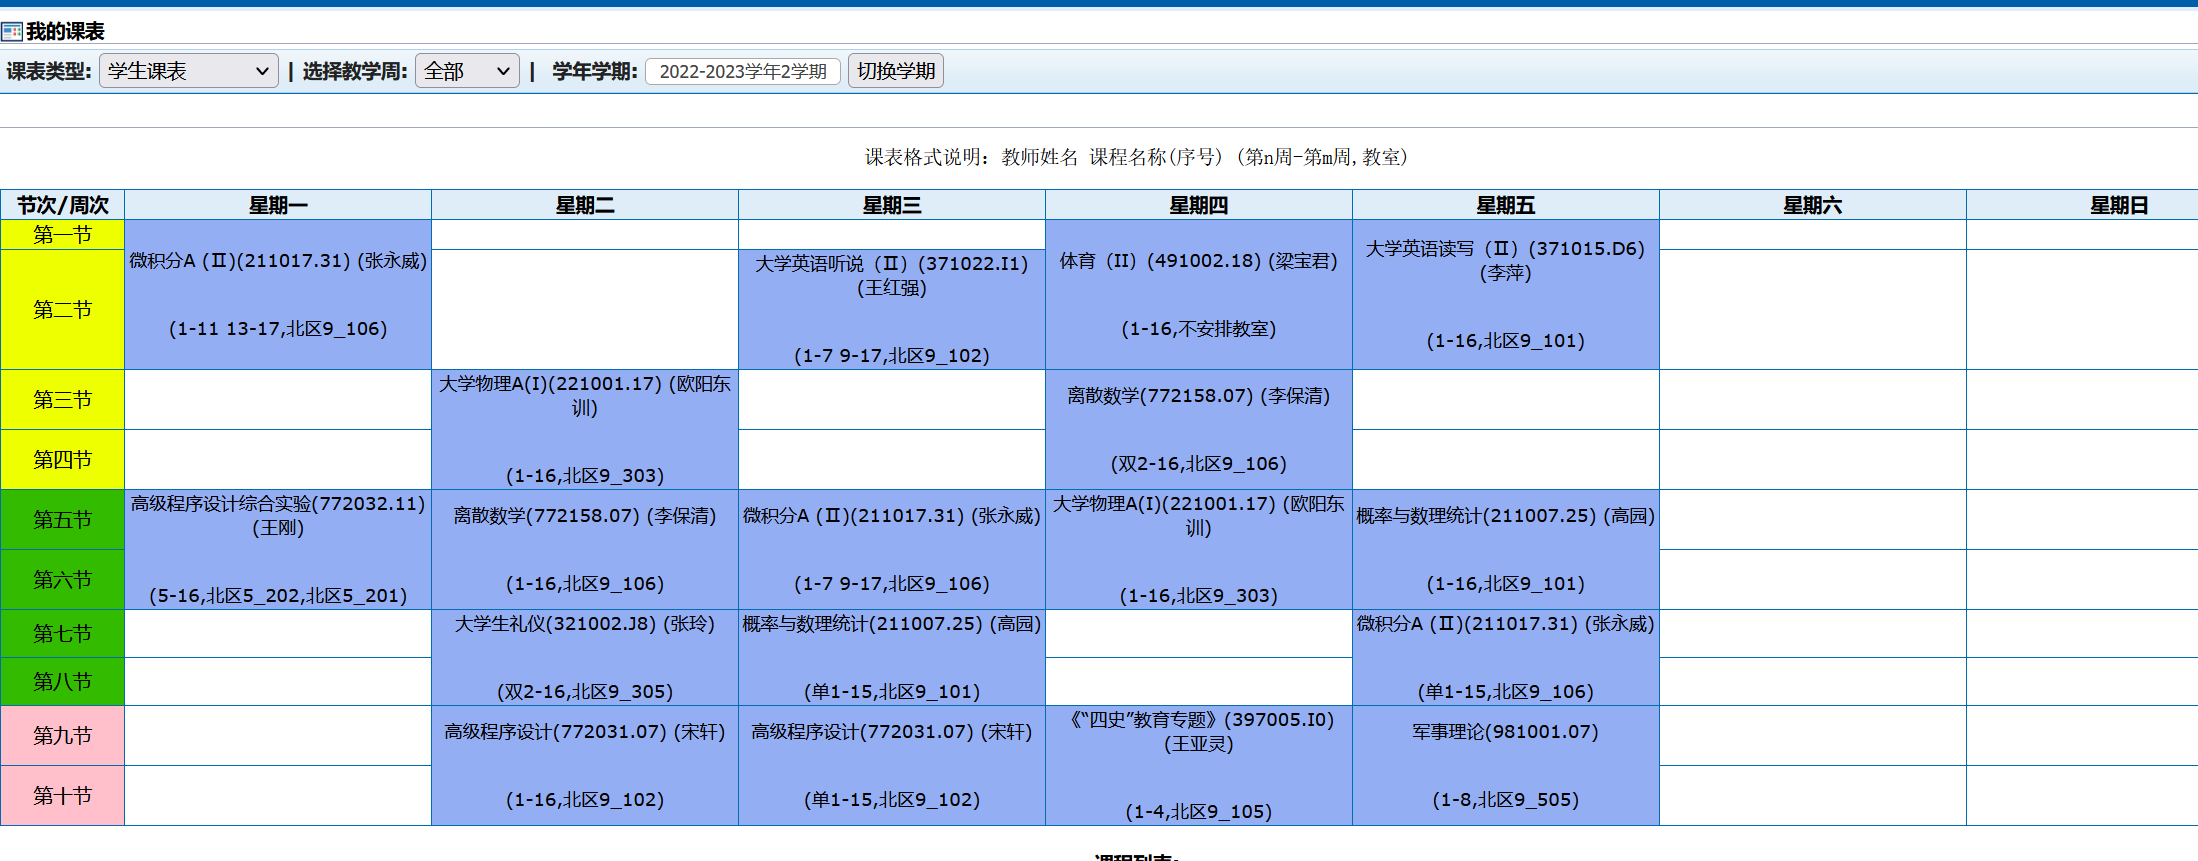 我的课表
课表类型: 学生课表 | 选择教学周: 全部 | 学年学期: 2022-2023学年2学期 切换学期
课表格式说明：教师姓名 课程名称(序号) (第n周-第m周,教室)
节次/周次 星期一 星期二 星期三 星期四 星期五 星期六 星期日
第一节
微积分A (Ⅱ)(211017.31) (张永威)
(1-11 13-17,北区9_106)
大学英语听说（Ⅱ）(371022.I1)
(王红强)
(1-7 9-17,北区9_102)
体育（II）(491002.18) (梁宝君)
(1-16,不安排教室)
大学英语读写（Ⅱ）(371015.D6)
(李萍)
(1-16,北区9_101)
第二节
第三节
大学物理A(I)(221001.17) (欧阳东
训)
(1-16,北区9_303)
离散数学(772158.07) (李保清)
(双2-16,北区9_106)
第四节
第五节
高级程序设计综合实验(772032.11)
(王刚)
(5-16,北区5_202,北区5_201)
离散数学(772158.07) (李保清)
(1-16,北区9_106)
微积分A (Ⅱ)(211017.31) (张永威)
(1-7 9-17,北区9_106)
大学物理A(I)(221001.17) (欧阳东
训)
(1-16,北区9_303)
概率与数理统计(211007.25) (高园)
(1-16,北区9_101)
第六节
第七节
大学生礼仪(321002.J8) (张玲)
(双2-16,北区9_305)
概率与数理统计(211007.25) (高园)
(单1-15,北区9_101)
微积分A (Ⅱ)(211017.31) (张永威)
(单1-15,北区9_106)
第八节
第九节
高级程序设计(772031.07) (宋轩)
(1-16,北区9_102)
高级程序设计(772031.07) (宋轩)
(单1-15,北区9_102)
《“四史”教育专题》(397005.I0)
(王亚灵)
(1-4,北区9_105)
军事理论(981001.07)
(1-8,北区9_505)
第十节
课程列表: